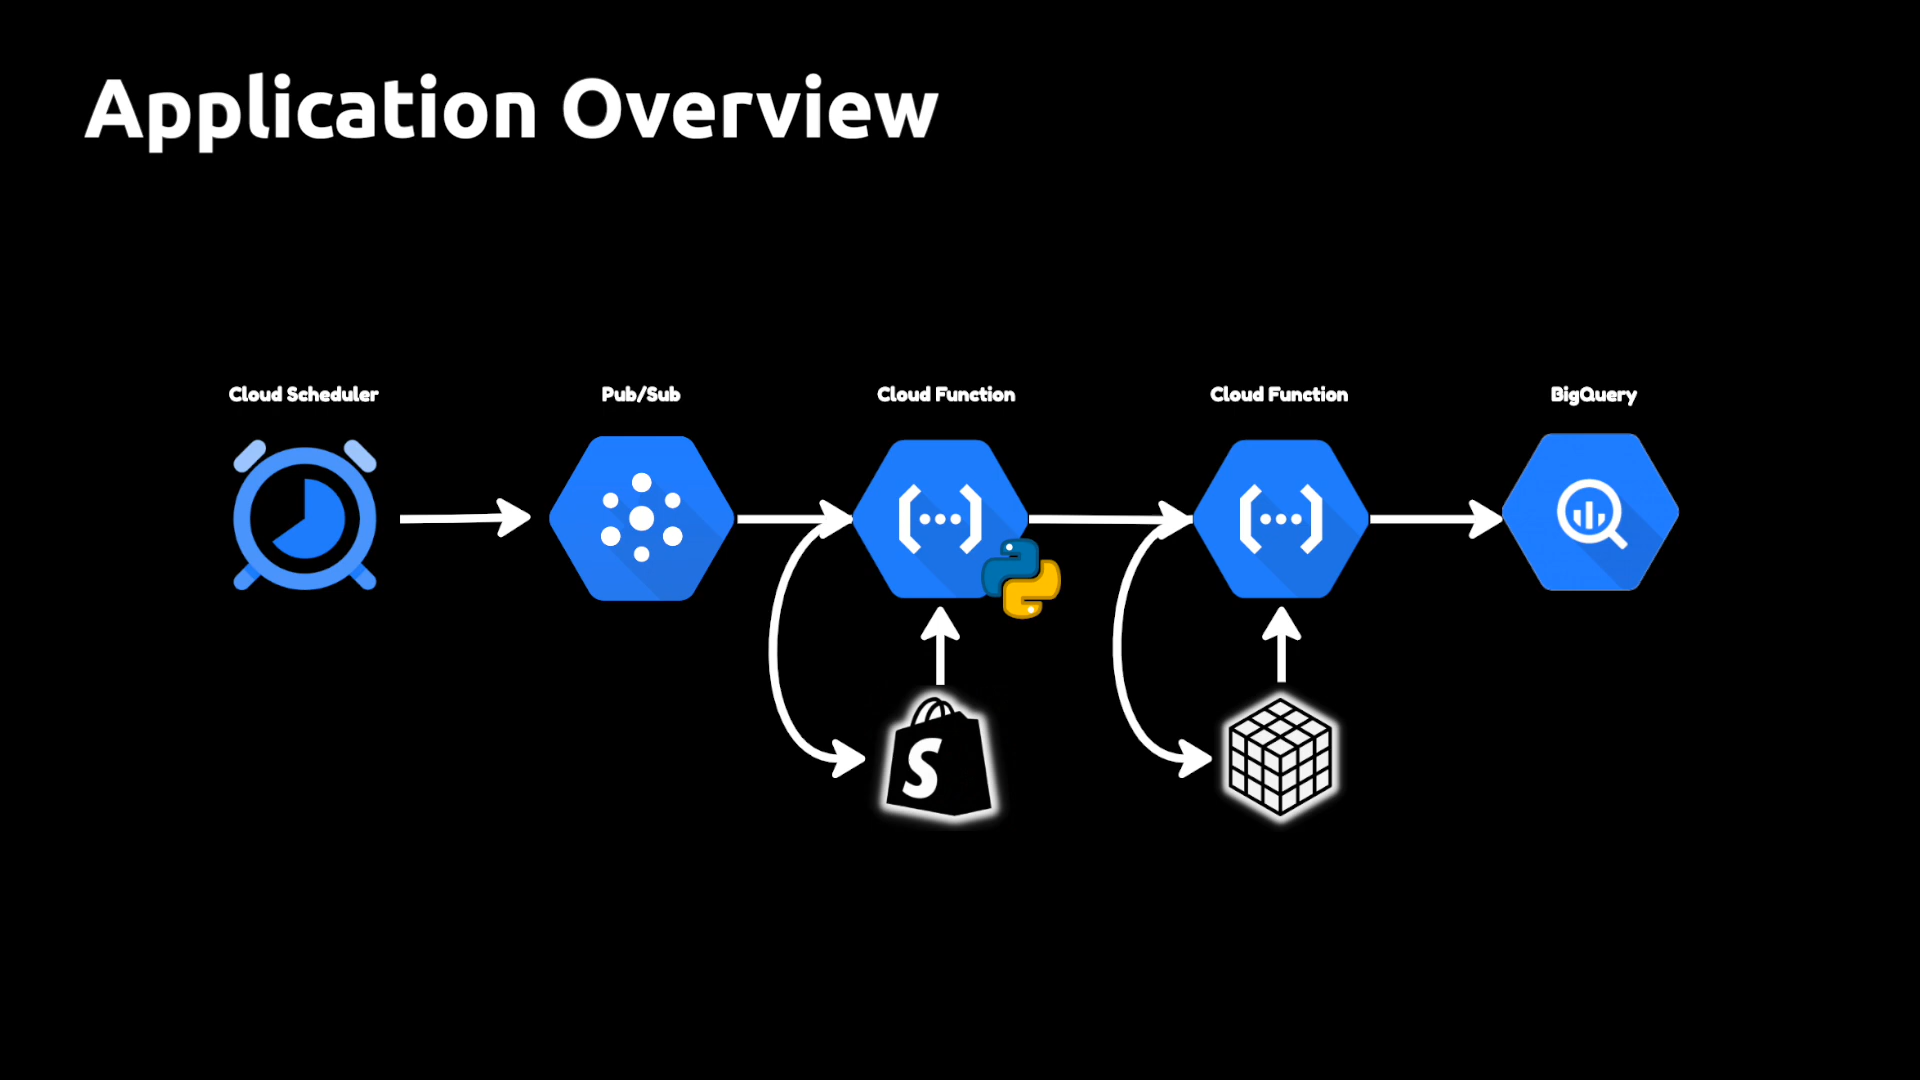 Application Overview
Cloud Scheduler
Pub/Sub
Cloud Function
Cloud Function
BigQuery
S